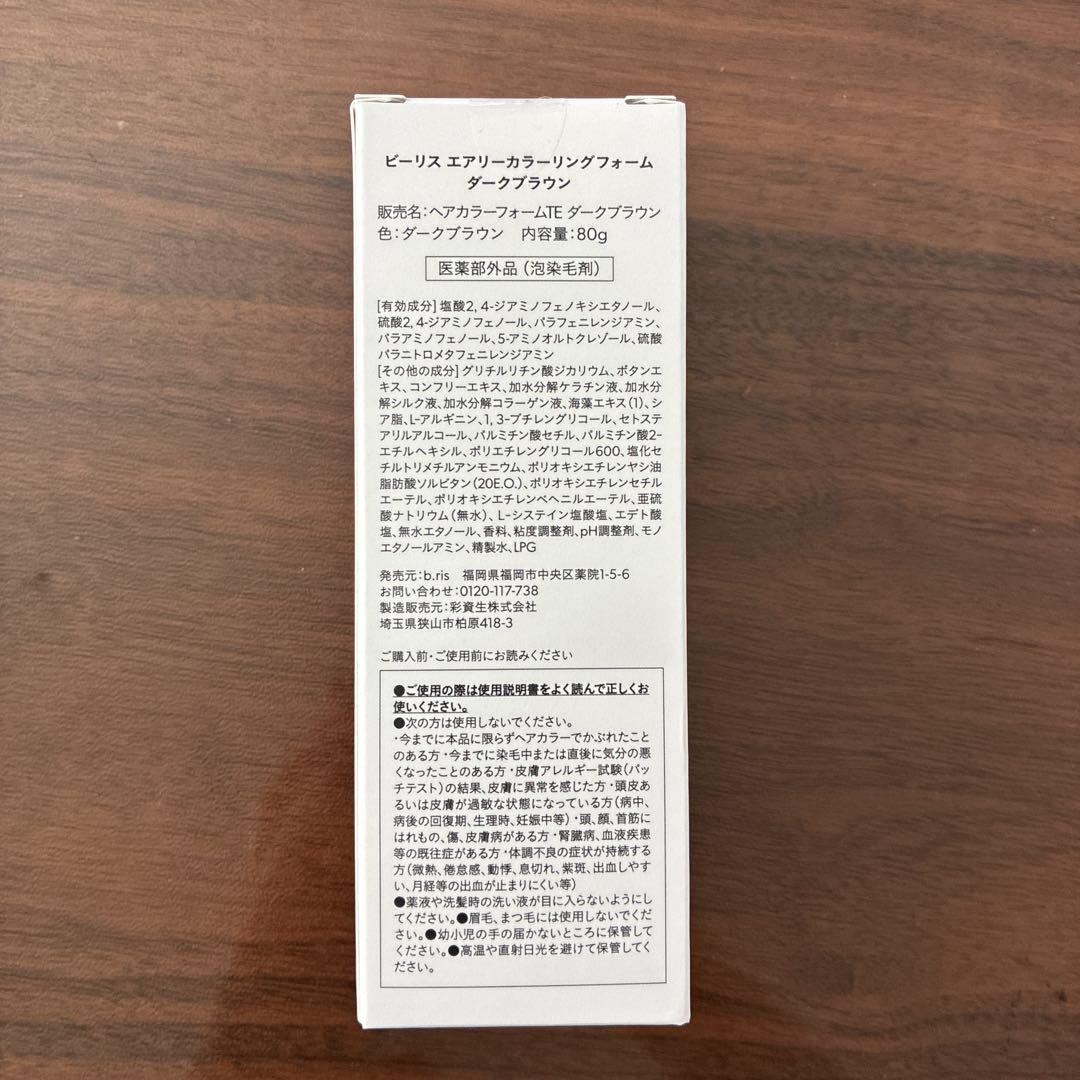 ビーリス エアリーカラーリングフォーム
ダークブラウン
販売名:ヘアカラーフォームTE ダークブラウン
色:ダークブラウン 内容量:80g
医薬部外品(泡染毛剤)
[有効成分]塩酸2, 4-ジアミノフェノキシエタノール、
硫酸2, 4-ジアミノフェノール、パラフェニレンジアミン、
パラアミノフェノール、5-アミノオルトクレゾール、硫酸
パラニトロメタフェニレンジアミン
[その他の成分]グリチルリチン酸ジカリウム、ボタンエ
キス、コンフリーエキス、加水分解ケラチン液、加水分
解シルク液、加水分解コラーゲン液、海藻エキス(1)、シ
ア脂、L-アルギニン、1, 3-ブチレングリコール、セトステ
アリルアルコール、パルミチン酸セチル、パルミチン酸2-
エチルヘキシル、ポリエチレングリコール600、塩化セ
チルトリメチルアンモニウム、ポリオキシエチレンヤシ油
脂肪酸ソルビタン(20E.O.)、ポリオキシエチレンセチル
エーテル、ポリオキシエチレンベヘニルエーテル、亜硫
酸ナトリウム(無水)、L-システイン塩酸塩、エデト酸
塩、無水エタノール、香料、粘度調整剤、pH調整剤、モノ
エタノールアミン、精製水、LPG
発売元:b.ris 福岡県福岡市中央区薬院1-5-6
お問い合わせ:0120-117-738
製造販売元:彩資生株式会社
埼玉県狭山市柏原418-3
ご購入前・ご使用前にお読みください
●ご使用の際は使用説明書をよく読んで正しくお
使いください。
●次の方は使用しないでください。
・今までに本品に限らずヘアカラーでかぶれたこと
のある方・今までに染毛中または直後に気分の悪
くなったことのある方・皮膚アレルギー試験(パッ
チテスト)の結果、皮膚に異常を感じた方・頭皮あ
るいは皮膚が過敏な状態になっている方(病中、
病後の回復期、生理時、妊娠中等)・頭、顔、首筋に
はれもの、傷、皮膚病がある方・腎臓病、血液疾患
等の既往症がある方・体調不良の症状が持続する
方(微熱、倦怠感、動悸、息切れ、紫斑、出血しやす
い、月経等の出血が止まりにくい等)
●薬液や洗髪時の洗い液が目に入らないようにし
てください。●眉毛、まつ毛には使用しないでくだ
さい。●幼小児の手の届かないところに保管して
ください。●高温や直射日光を避けて保管してく
ださい。